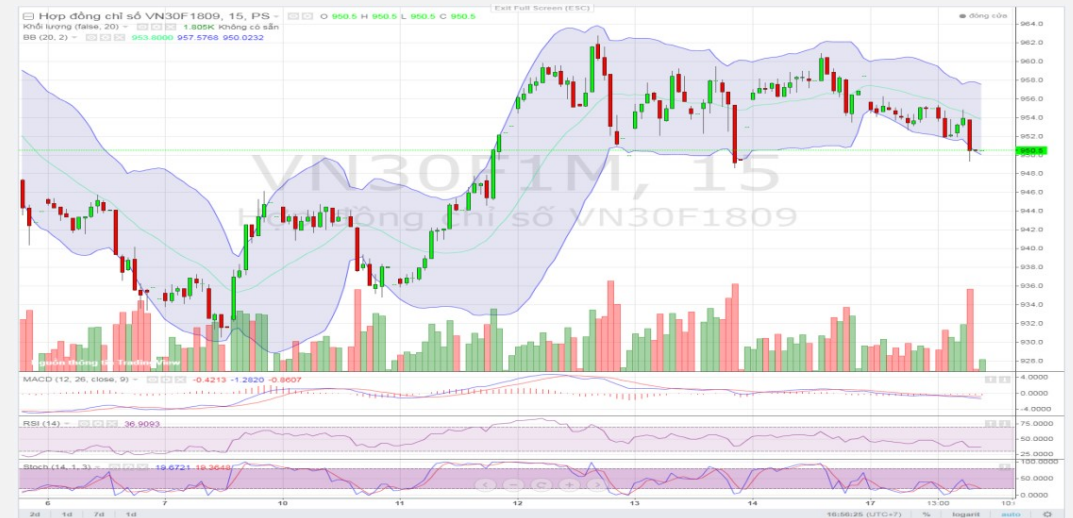 Exit Full Screen (ESC)
Hợp đồng chỉ số VN30F1809, 15, PS O 950.5 H 950.5 L 950.5 C 950.5
đóng cửa
Khối lượng (false, 20) 1.805K Không có sẵn
BB (20, 2) 953.8000 957.5768 950.0232
964.0
962.0
960.0
958.0
956.0
954.0
952.0
950.5
950.0
948.0
946.0
944.0
942.0
940.0
938.0
936.0
934.0
932.0
930.0
928.0
VN30F1M, 15
Hợp đồng chỉ số VN30F1809
Nguồn thông tin TradingView
MACD (12, 26, close, 9) -0.4213 -1.2820 -0.8607
4.0000
0.0000
-4.0000
RSI (14) 36.9093
75.0000
50.0000
25.0000
Stoch (14, 1, 3) 19.6721 19.3648
100.0000
50.0000
0.0000
6 7 10 11 12 13 14 17 13:00
2d 1d 7d 1d (UTC+7) % logarit auto